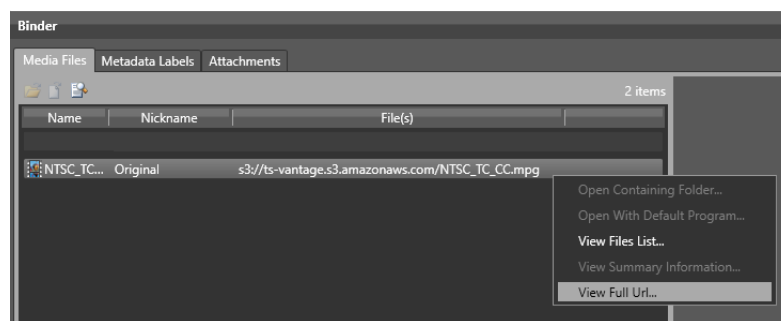 Binder
Media Files Metadata Labels Attachments
2 items
Name Nickname File(s)
NTSC_TC... Original s3://ts-vantage.s3.amazonaws.com/NTSC_TC_CC.mpg
Open Containing Folder...
Open With Default Program...
View Files List...
View Summary Information...
View Full Url...